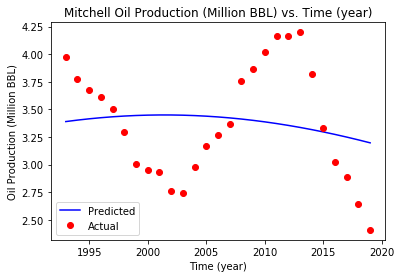 Mitchell Oil Production (Million BBL) vs. Time (year)
Oil Production (Million BBL)
4.25
4.00
3.75
3.50
3.25
3.00
2.75
2.50
Predicted
Actual
1995 2000 2005 2010 2015 2020
Time (year)